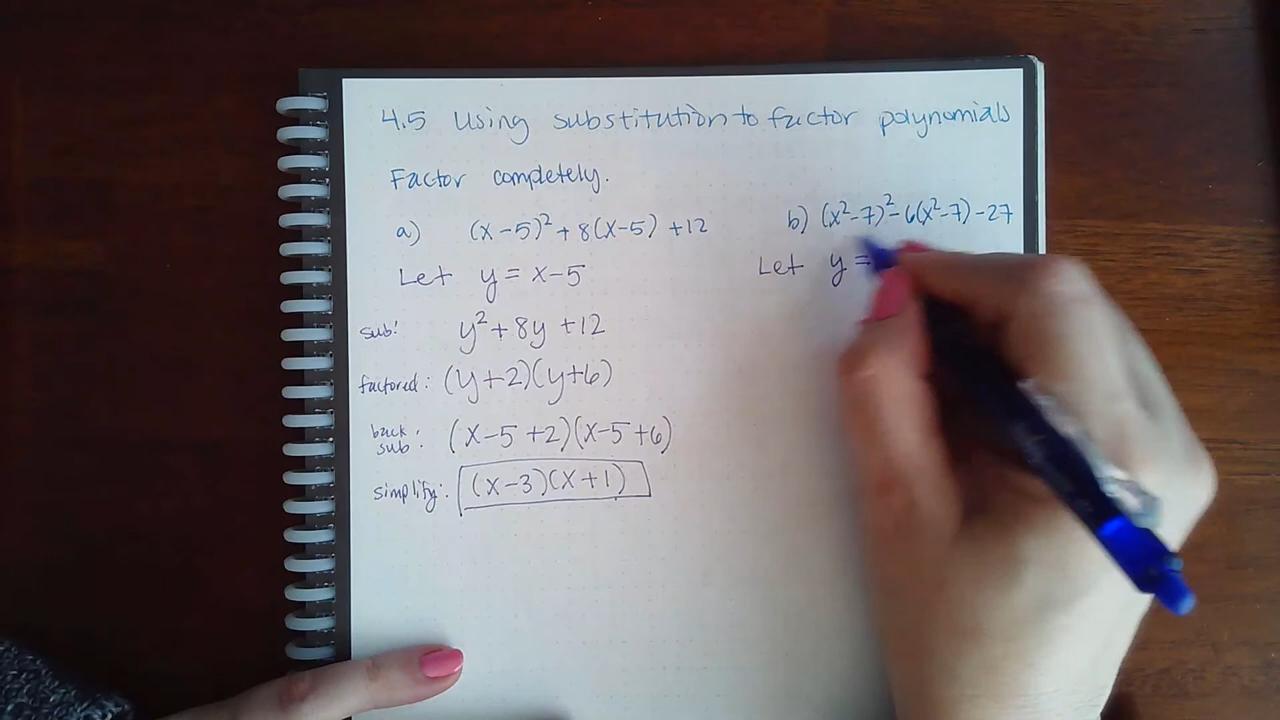 4.5 Using substitution to factor polynomials
Factor completely.
a) (x-5)²+8(x-5)+12
Let y=x-5
sub: y²+8y+12
factored: (y+2)(y+6)
back sub: (x-5+2)(x-5+6)
simplify: (x-3)(x+1)
b) (x²-7)²-6(x²-7)-27
Let y=